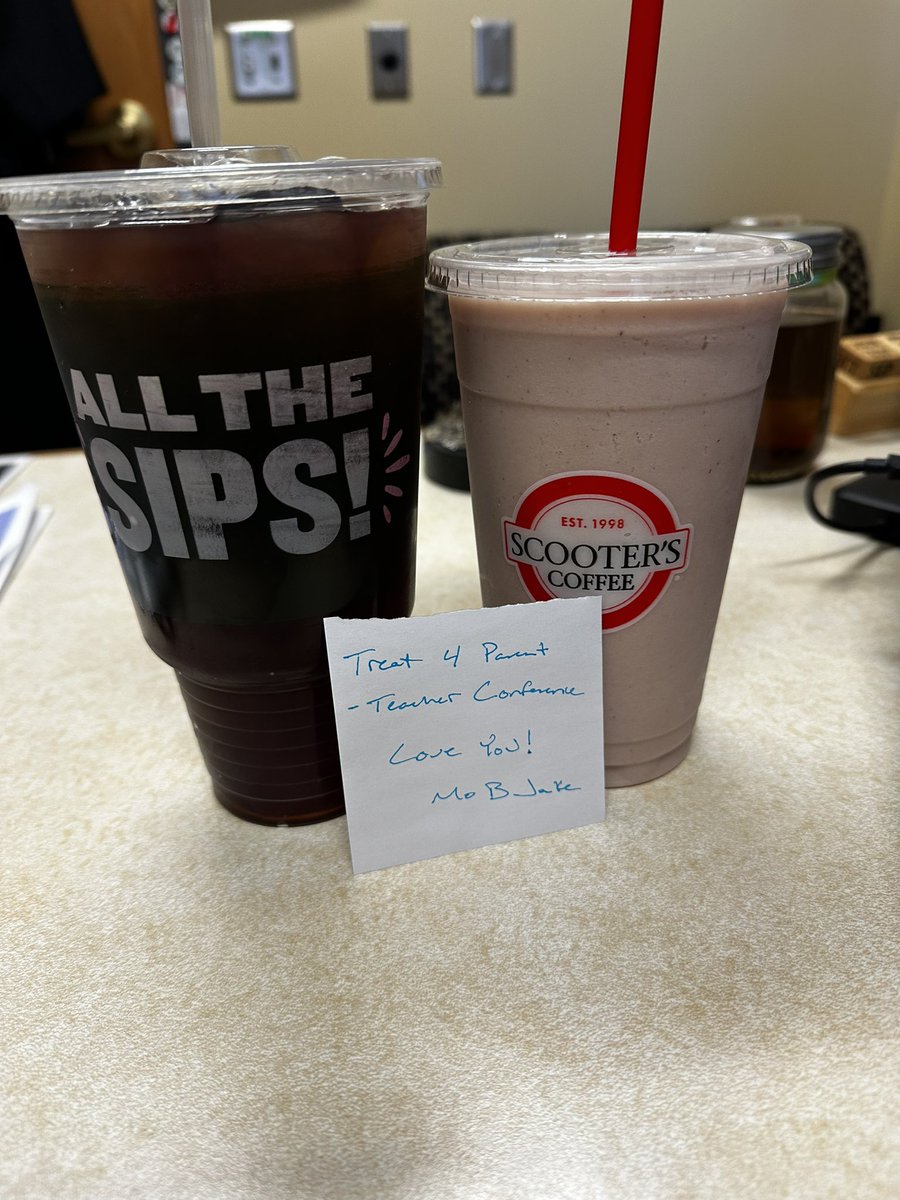 ALL THE
SIPS!
EST. 1998
SCOOTER'S
COFFEE
Treat 4 Parent
- Teacher Conference
Love You!
Mo B Jake